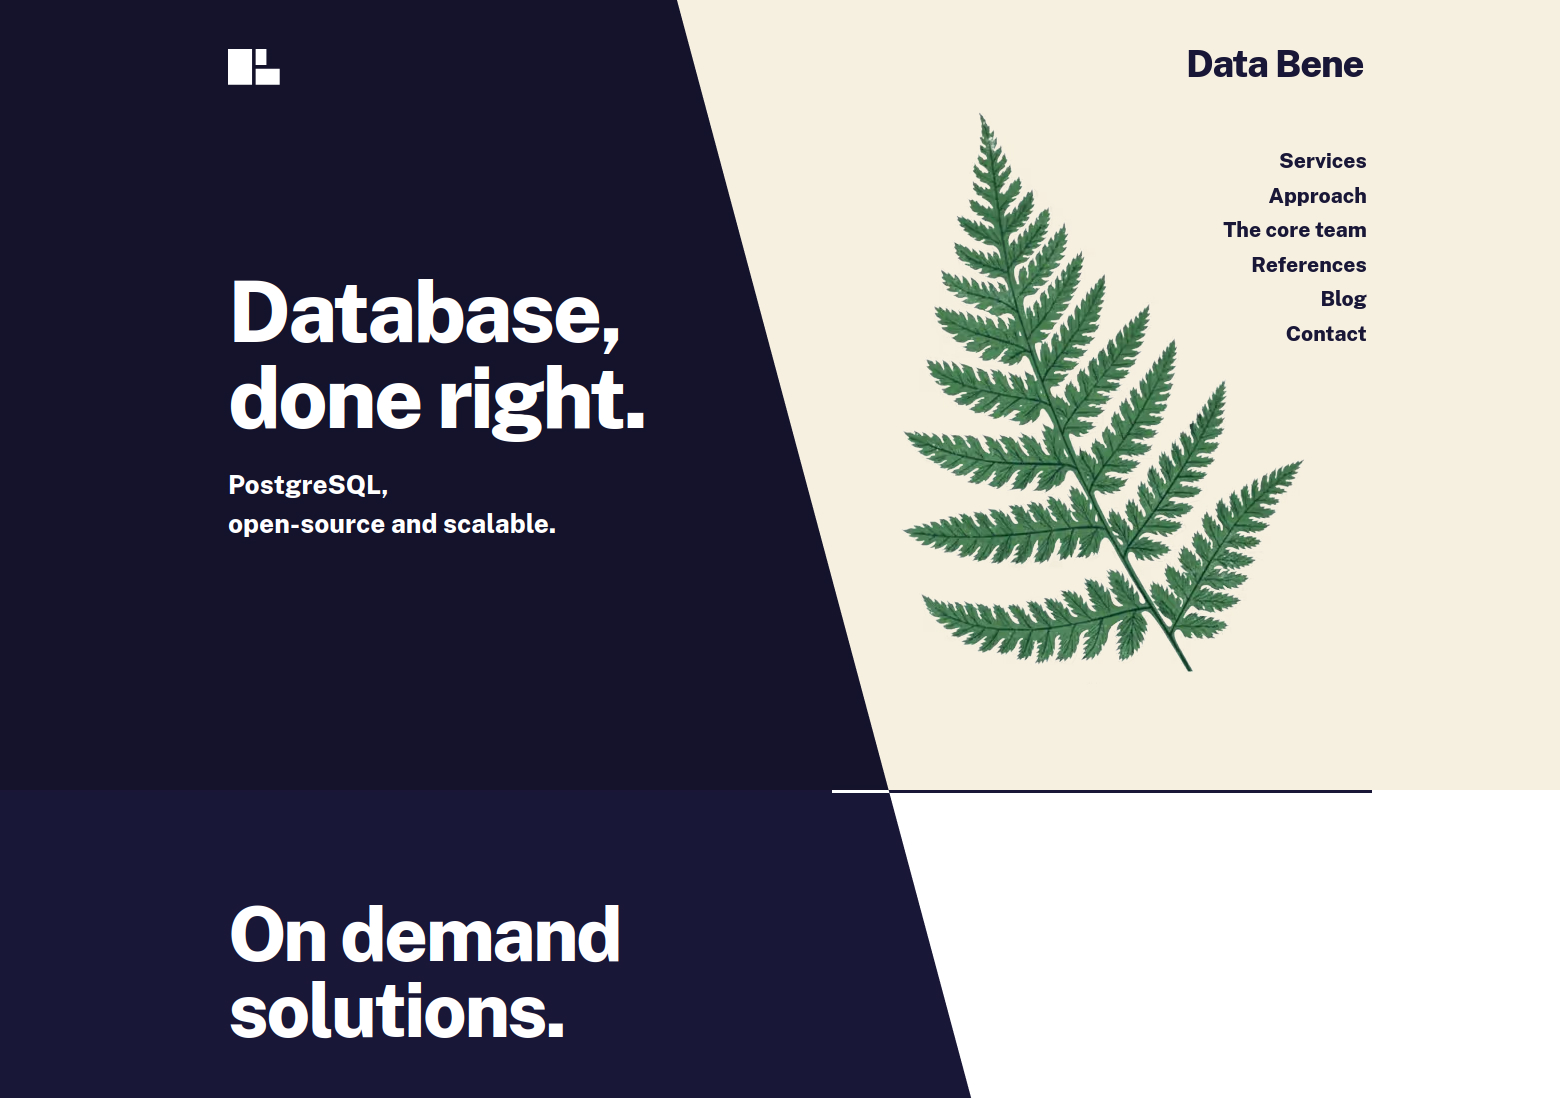 Data Bene
Services
Approach
The core team
References
Blog
Contact
Database,
done right.
PostgreSQL,
open-source and scalable.
On demand
solutions.